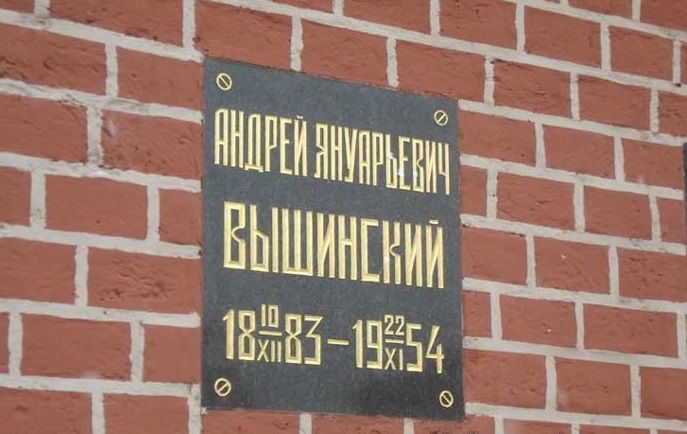 АНДРЕЙ ЯНУАРЬЕВИЧ
ВЫШИНСКИЙ
18 10/XII 83 – 19 22/XI 54